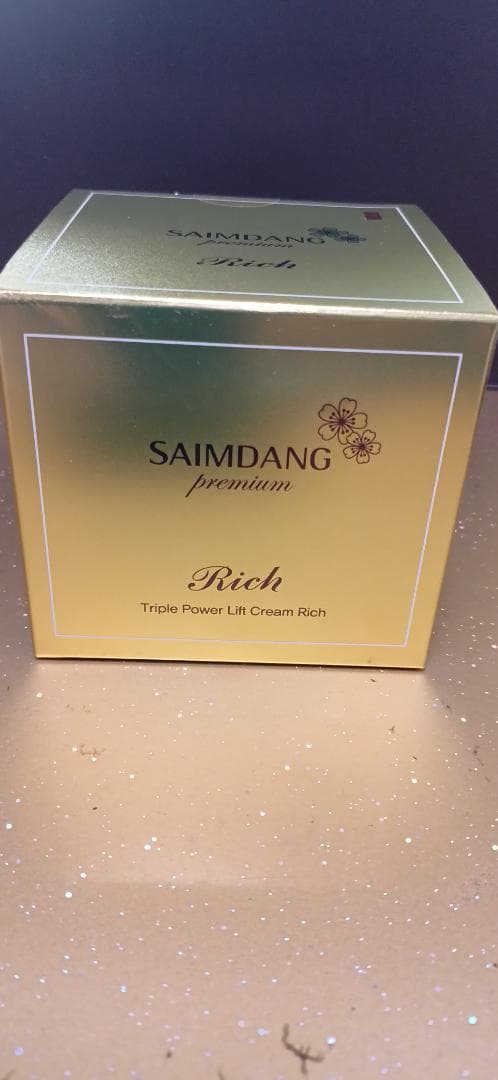 SAIMDANG
premium
Rich
SAIMDANG
premium
Rich
Triple Power Lift Cream Rich